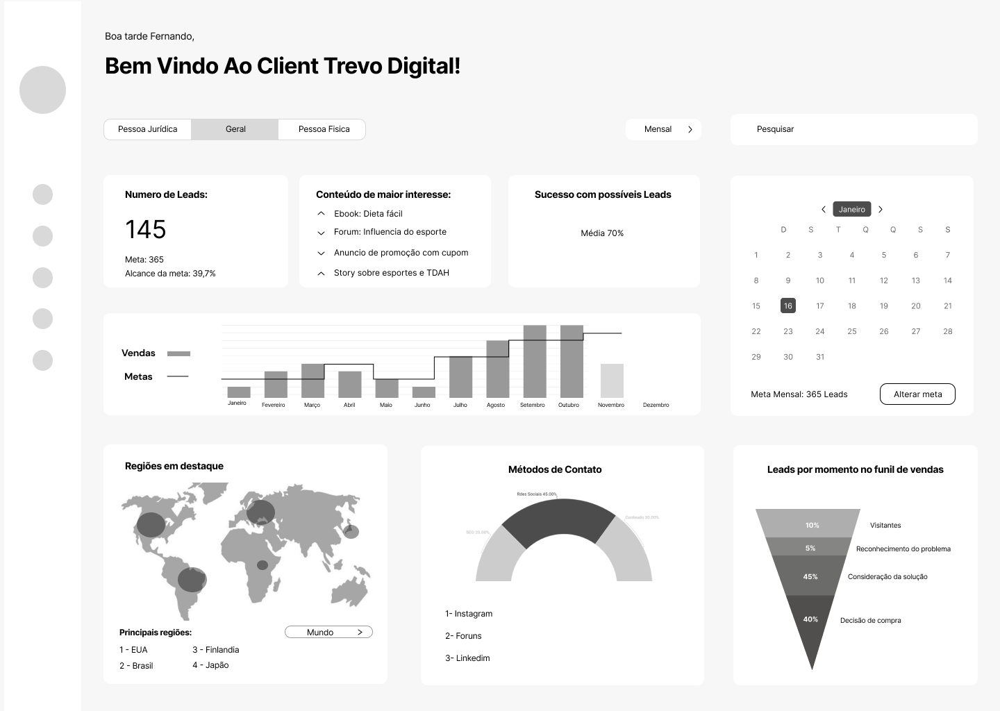 Boa tarde Fernando,
Bem Vindo Ao Client Trevo Digital!
Pessoa Jurídica
Geral
Pessoa Fisica
Mensal
Pesquisar
Numero de Leads:
145
Meta: 365
Alcance da meta: 39,7%
Conteúdo de maior interesse:
Ebook: Dieta fácil
Forum: Influencia do esporte
Anuncio de promoção com cupom
Story sobre esportes e TDAH
Sucesso com possíveis Leads
Média 70%
Janeiro
D S T Q Q S S
1 2 3 4 5 6 7
8 9 10 11 12 13 14
15 16 17 18 19 20 21
22 23 24 25 26 27 28
29 30 31
Meta Mensal: 365 Leads
Alterar meta
Vendas
Metas
Janeiro Fevereiro Março Abril Maio Junho Julho Agosto Setembro Outubro Novembro Dezembro
Regiões em destaque
Principais regiões:
Mundo
1 - EUA
2 - Brasil
3 - Finlandia
4 - Japão
Métodos de Contato
Rdes Sociais 45.00%
Conteudo 30.00%
SEO 25.00%
1- Instagram
2- Foruns
3- Linkedim
Leads por momento no funil de vendas
10% Visitantes
5% Reconhecimento do problema
45% Consideração da solução
40% Decisão de compra